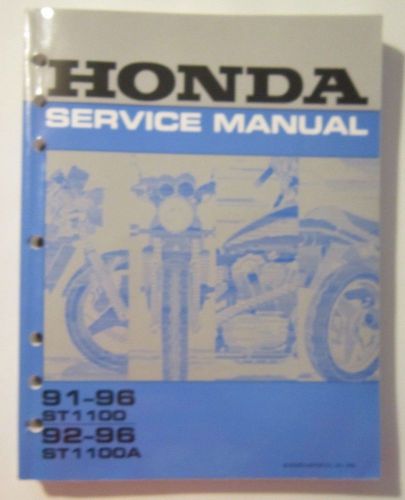 HONDA
SERVICE MANUAL
91-96
ST1100
92-96
ST1100A